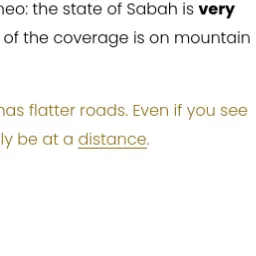 neo: the state of Sabah is very
of the coverage is on mountain
has flatter roads. Even if you see
ly be at a distance.